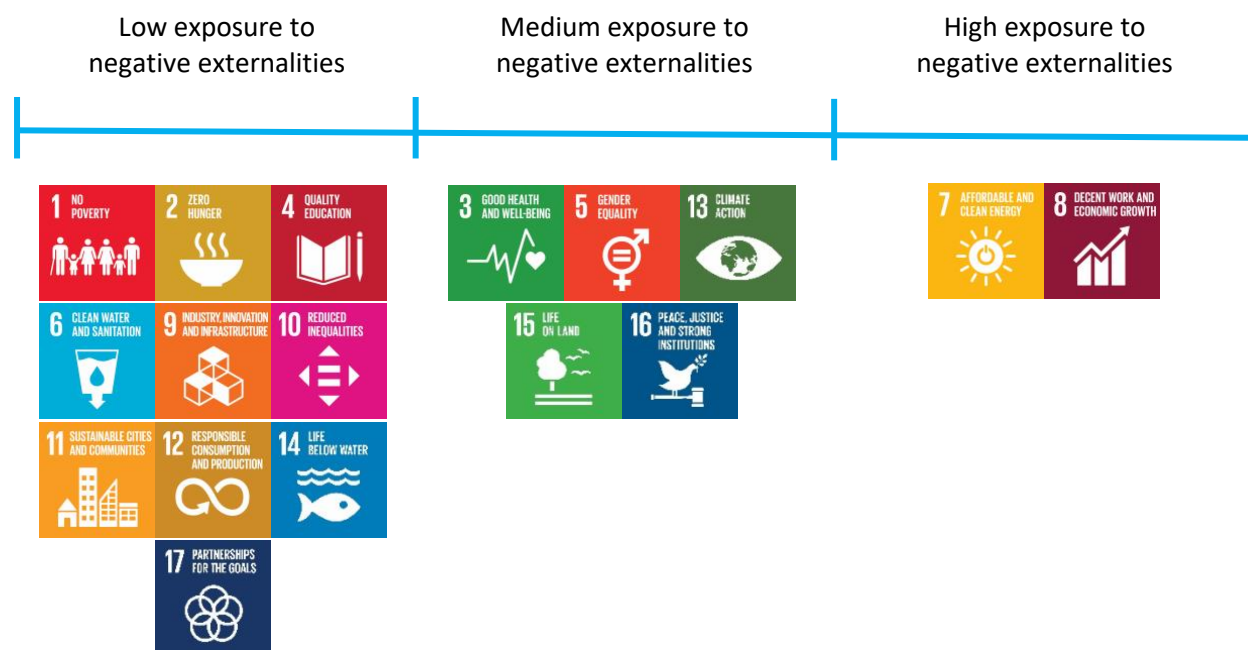 Low exposure to
negative externalities
Medium exposure to
negative externalities
High exposure to
negative externalities
1 NO
POVERTY
2 ZERO
HUNGER
4 QUALITY
EDUCATION
6 CLEAN WATER
AND SANITATION
9 INDUSTRY, INNOVATION
AND INFRASTRUCTURE
10 REDUCED
INEQUALITIES
11 SUSTAINABLE CITIES
AND COMMUNITIES
12 RESPONSIBLE
CONSUMPTION
AND PRODUCTION
14 LIFE
BELOW WATER
17 PARTNERSHIPS
FOR THE GOALS
3 GOOD HEALTH
AND WELL-BEING
5 GENDER
EQUALITY
13 CLIMATE
ACTION
15 LIFE
ON LAND
16 PEACE, JUSTICE
AND STRONG
INSTITUTIONS
7 AFFORDABLE AND
CLEAN ENERGY
8 DECENT WORK AND
ECONOMIC GROWTH